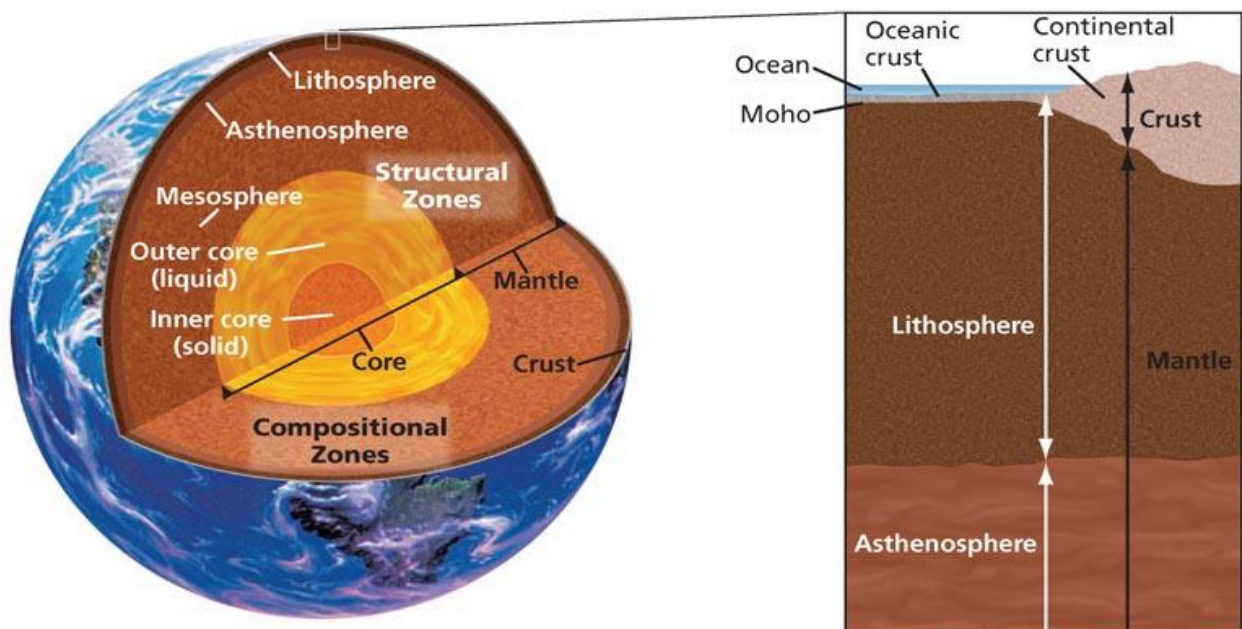 Lithosphere
Asthenosphere
Structural
Zones
Mesosphere
Outer core
(liquid)
Mantle
Inner core
(solid)
Core
Crust
Compositional
Zones
Continental
crust
Oceanic
crust
Ocean
Moho
Crust
Lithosphere
Mantle
Asthenosphere